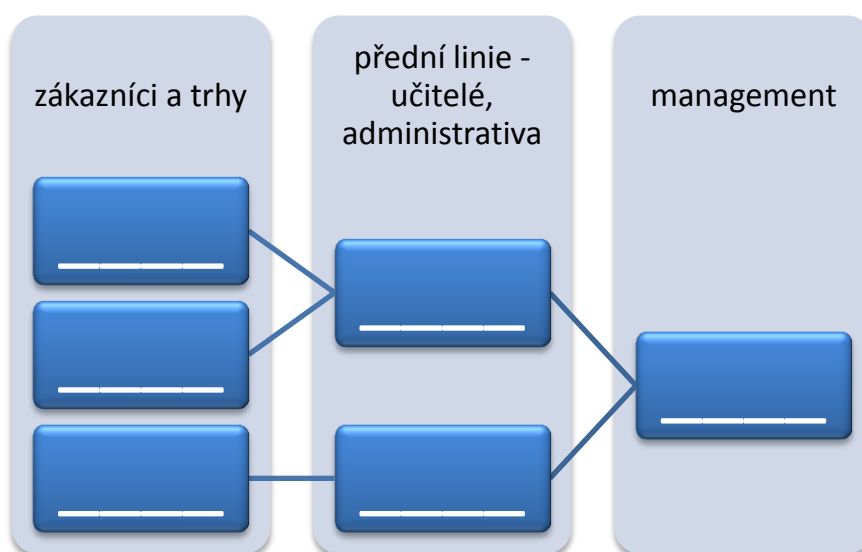 zákazníci a trhy
přední linie -
učitelé,
administrativa
management